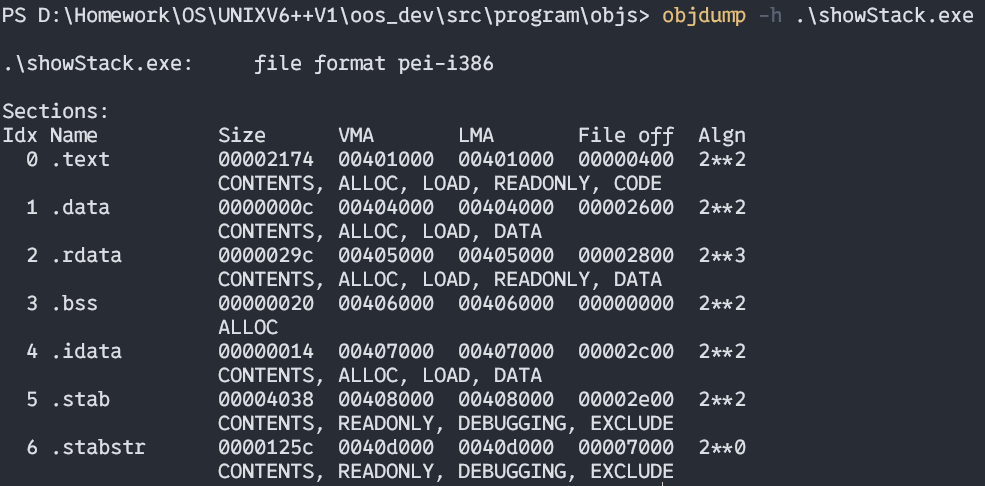 PS D:\Homework\OS\UNIXV6++V1\oos_dev\src\program\objs> objdump -h .\showStack.exe
.\showStack.exe:     file format pei-i386
Sections:
Idx Name          Size      VMA       LMA       File off  Algn
  0 .text         00002174  00401000  00401000  00000400  2**2
                  CONTENTS, ALLOC, LOAD, READONLY, CODE
  1 .data         0000000c  00404000  00404000  00002600  2**2
                  CONTENTS, ALLOC, LOAD, DATA
  2 .rdata        0000029c  00405000  00405000  00002800  2**3
                  CONTENTS, ALLOC, LOAD, READONLY, DATA
  3 .bss          00000020  00406000  00406000  00000000  2**2
                  ALLOC
  4 .idata        00000014  00407000  00407000  00002c00  2**2
                  CONTENTS, ALLOC, LOAD, DATA
  5 .stab         00004038  00408000  00408000  00002e00  2**2
                  CONTENTS, READONLY, DEBUGGING, EXCLUDE
  6 .stabstr      0000125c  0040d000  0040d000  00007000  2**0
                  CONTENTS, READONLY, DEBUGGING, EXCLUDE